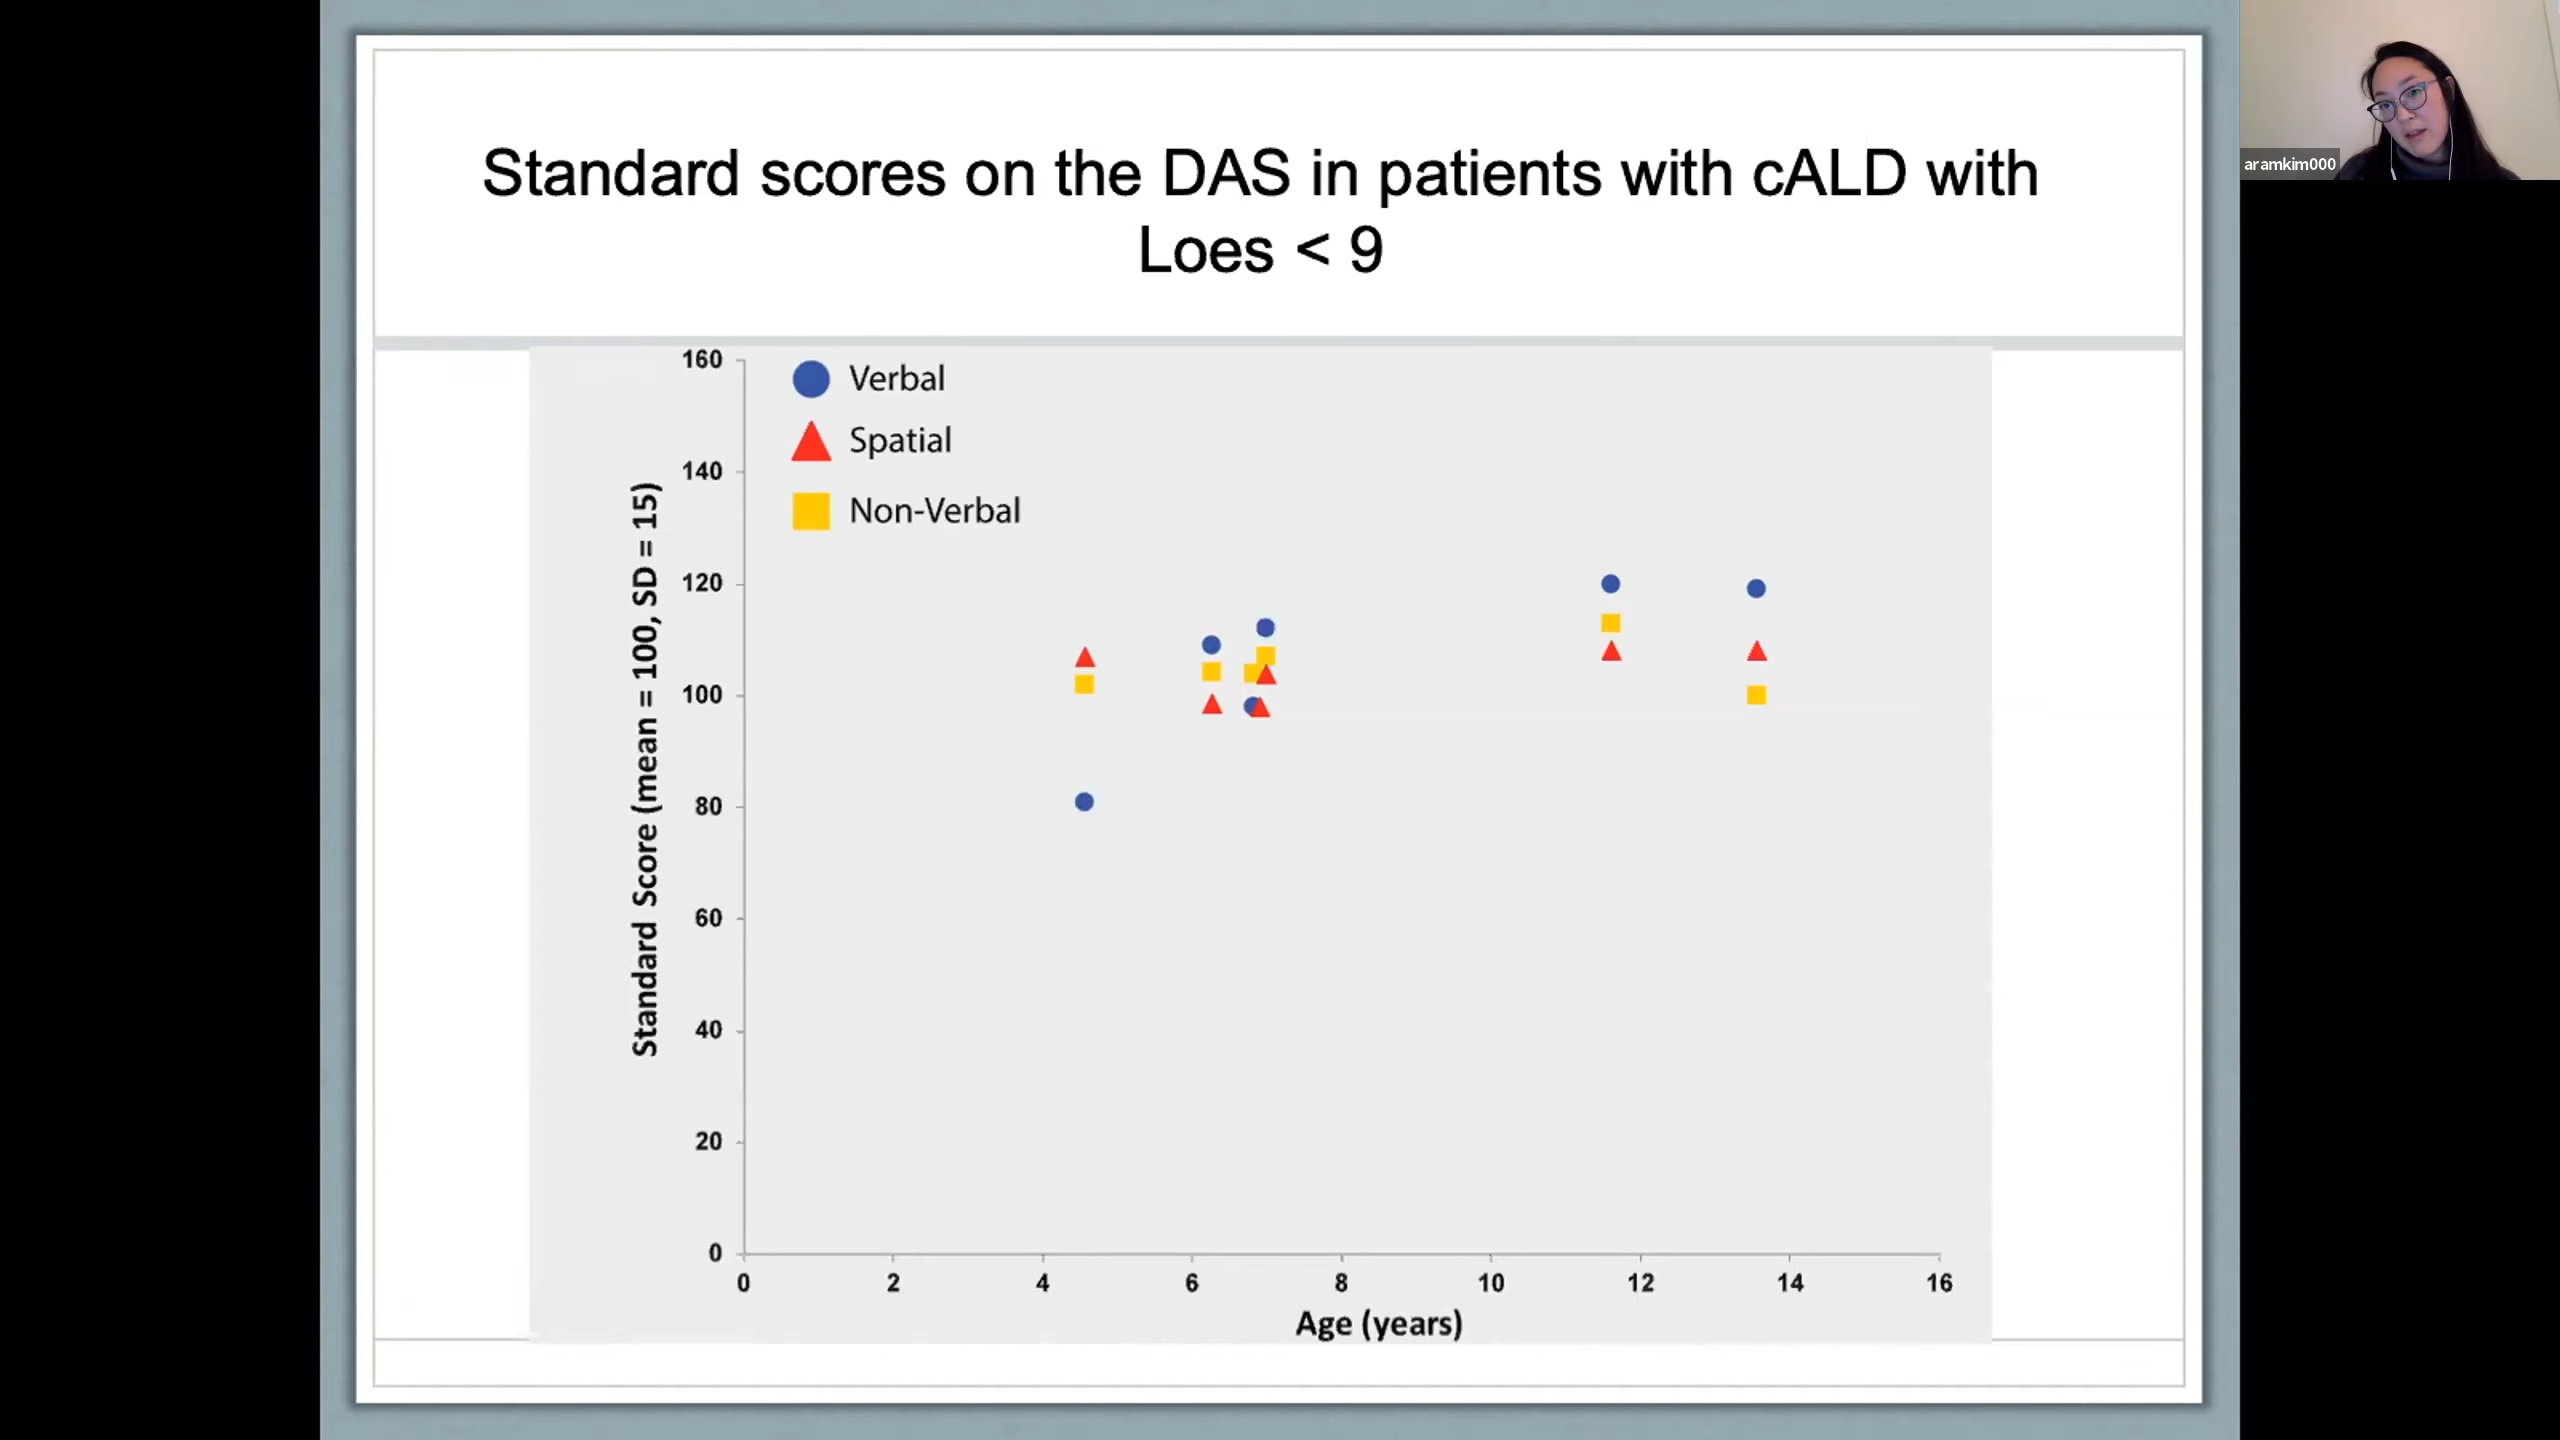 Standard scores on the DAS in patients with cALD with
Loes < 9
aramkim000
Verbal
Spatial
Non-Verbal
Standard Score (mean = 100, SD = 15)
160
140
120
100
80
60
40
20
0
0 2 4 6 8 10 12 14 16
Age (years)